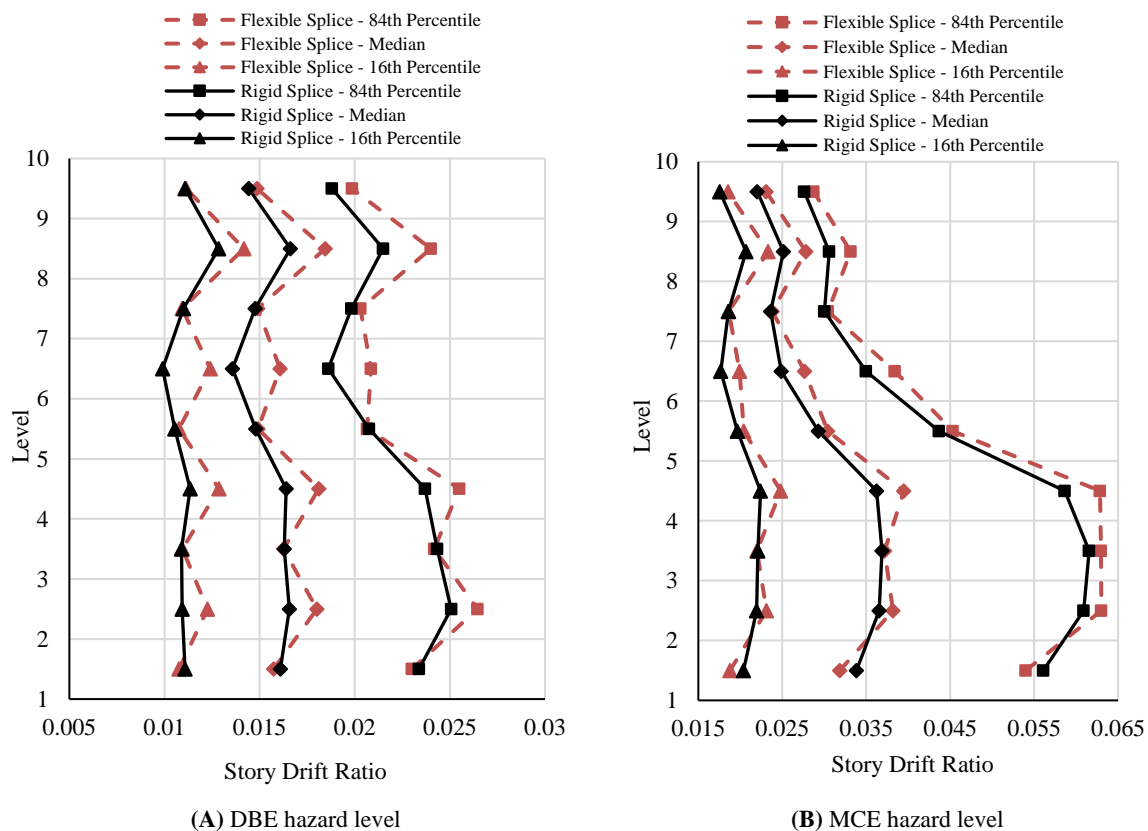 Flexible Splice - 84th Percentile
Flexible Splice - Median
Flexible Splice - 16th Percentile
Rigid Splice - 84th Percentile
Rigid Splice - Median
Rigid Splice - 16th Percentile
10
9
8
7
6
5
4
3
2
1
Level
0.005
0.01
0.015
0.02
0.025
0.03
Story Drift Ratio
(A) DBE hazard level
Flexible Splice - 84th Percentile
Flexible Splice - Median
Flexible Splice - 16th Percentile
Rigid Splice - 84th Percentile
Rigid Splice - Median
Rigid Splice - 16th Percentile
10
9
8
7
6
5
4
3
2
1
Level
0.015
0.025
0.035
0.045
0.055
0.065
Story Drift Ratio
(B) MCE hazard level